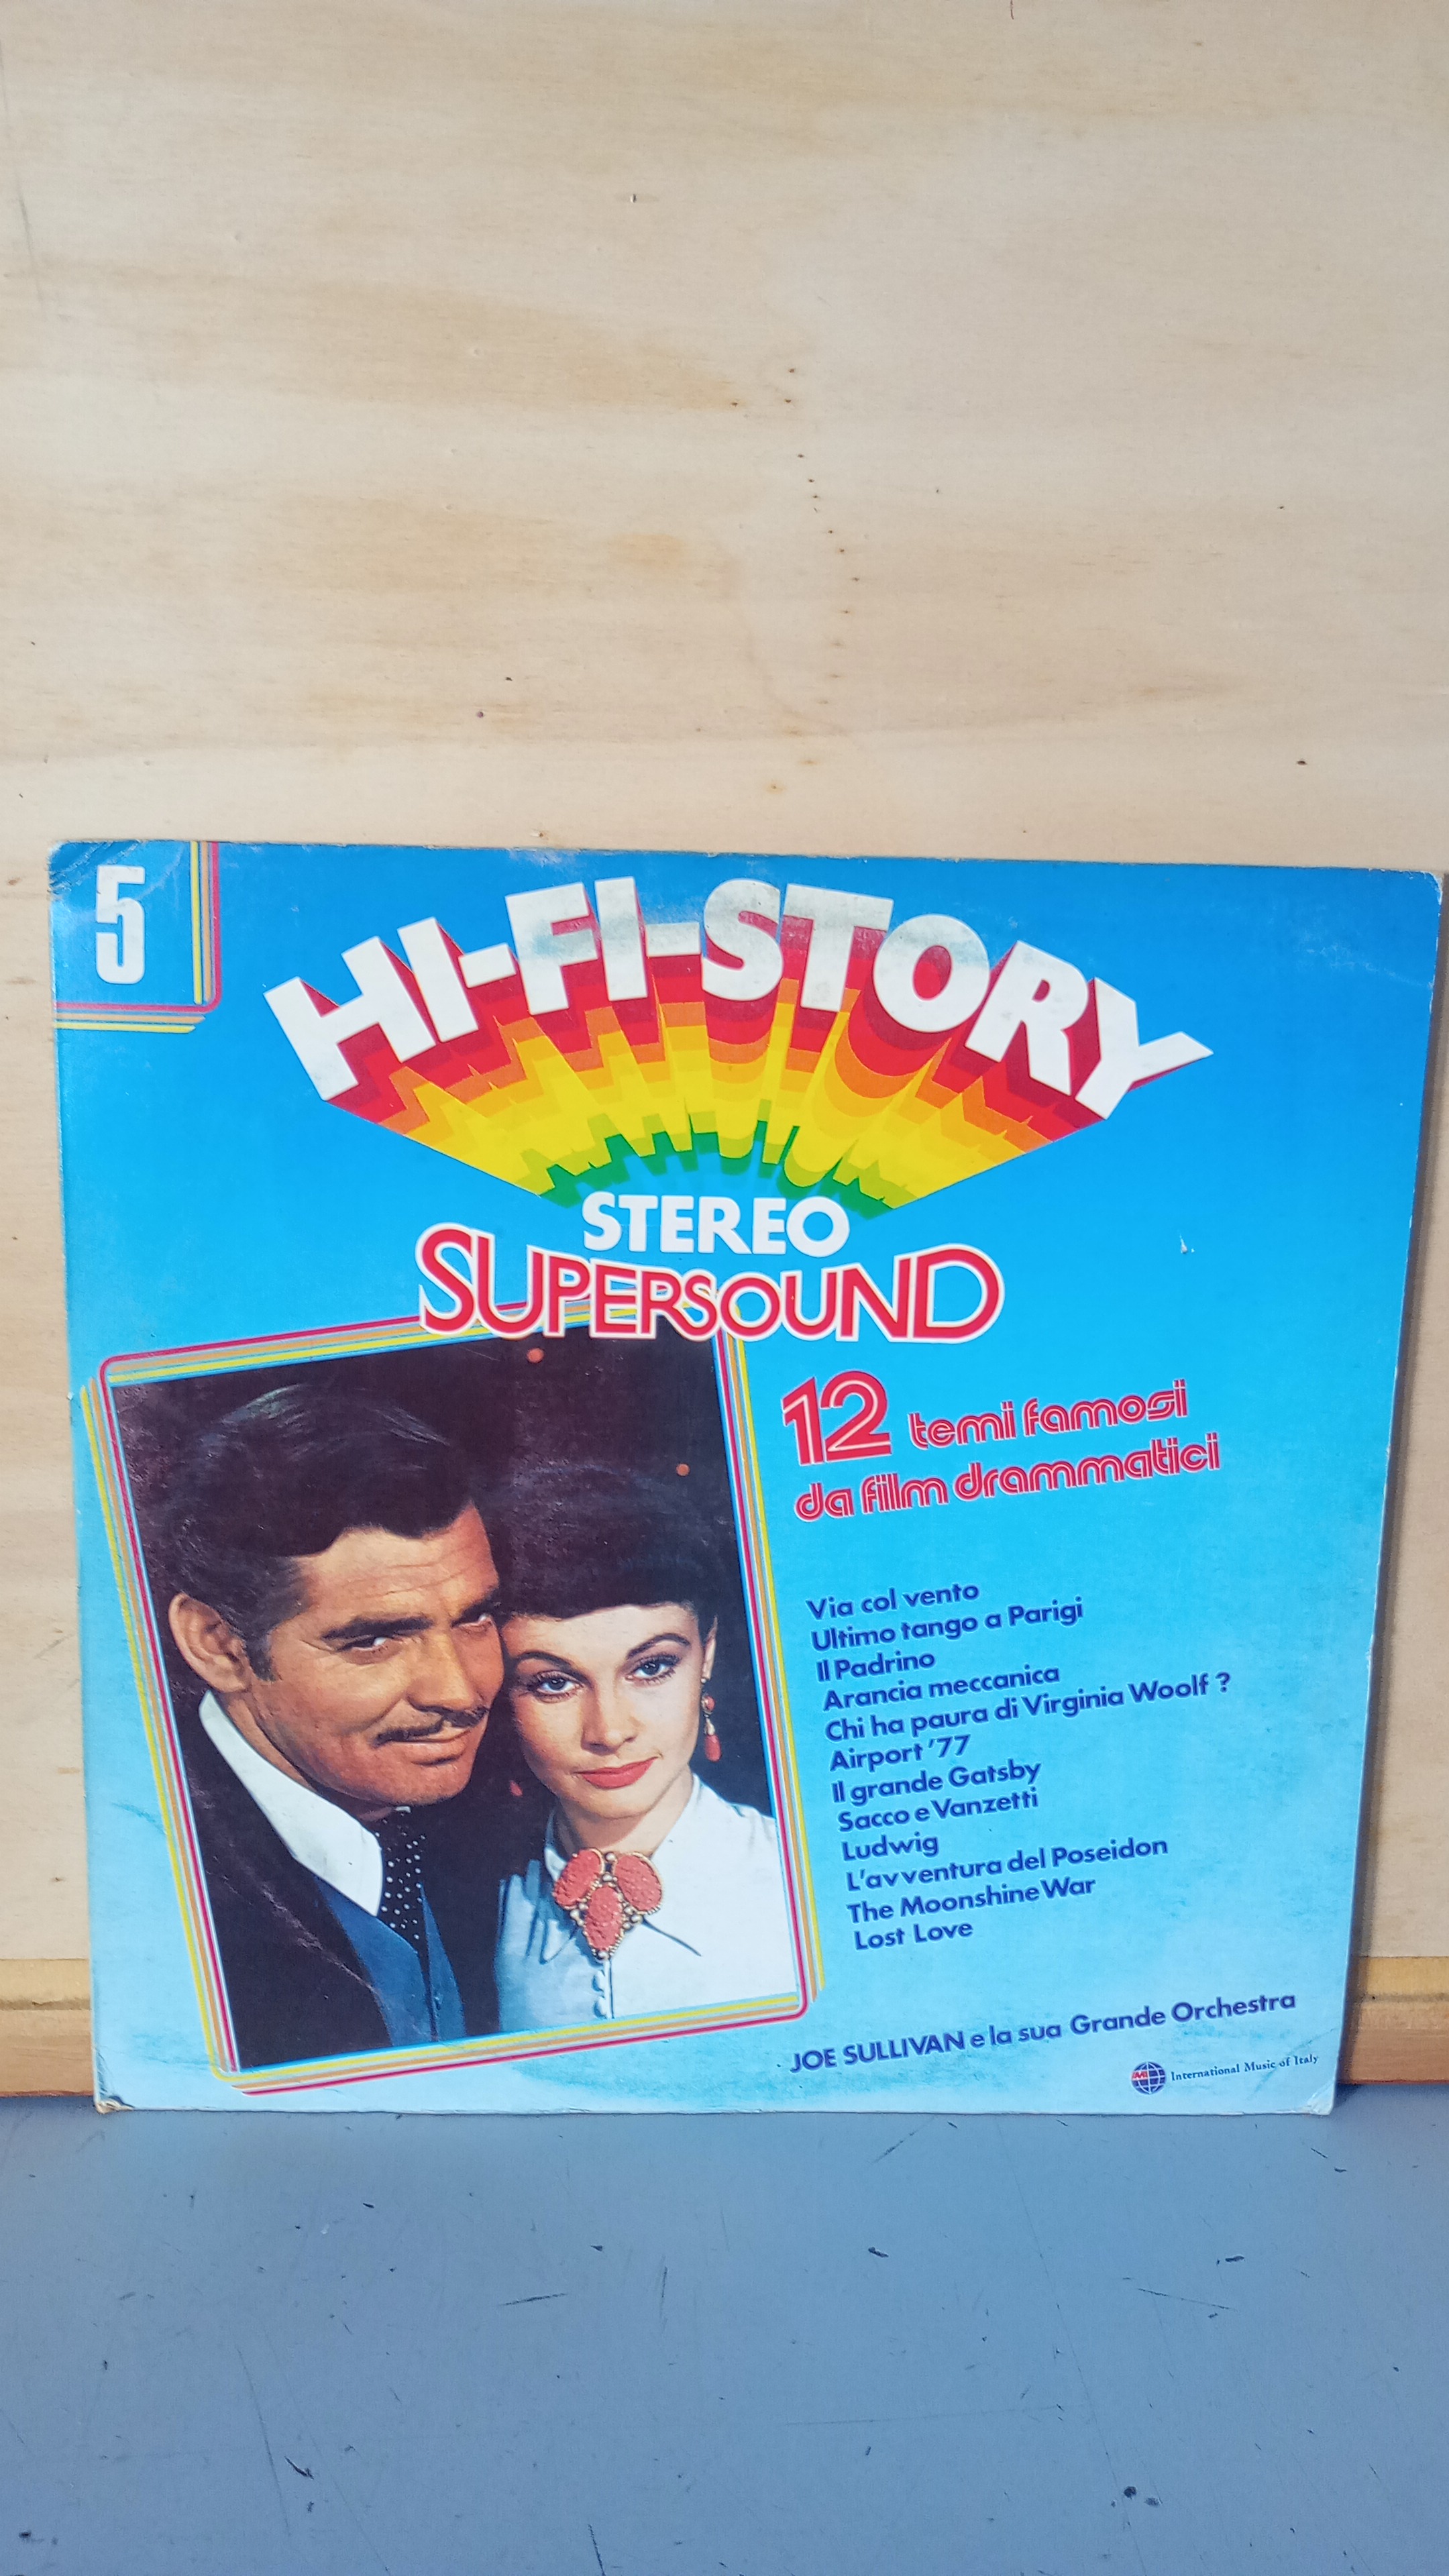 5
HI-FI-STORY
STEREO
SUPERSOUND
12 temi famosi
da film drammatici
Via col vento
Ultimo tango a Parigi
Il Padrino
Arancia meccanica
Chi ha paura di Virginia Woolf ?
Airport '77
Il grande Gatsby
Sacco e Vanzetti
Ludwig
L'avventura del Poseidon
The Moonshine War
Lost Love
JOE SULLIVAN e la sua Grande Orchestra
IMI International Music of Italy